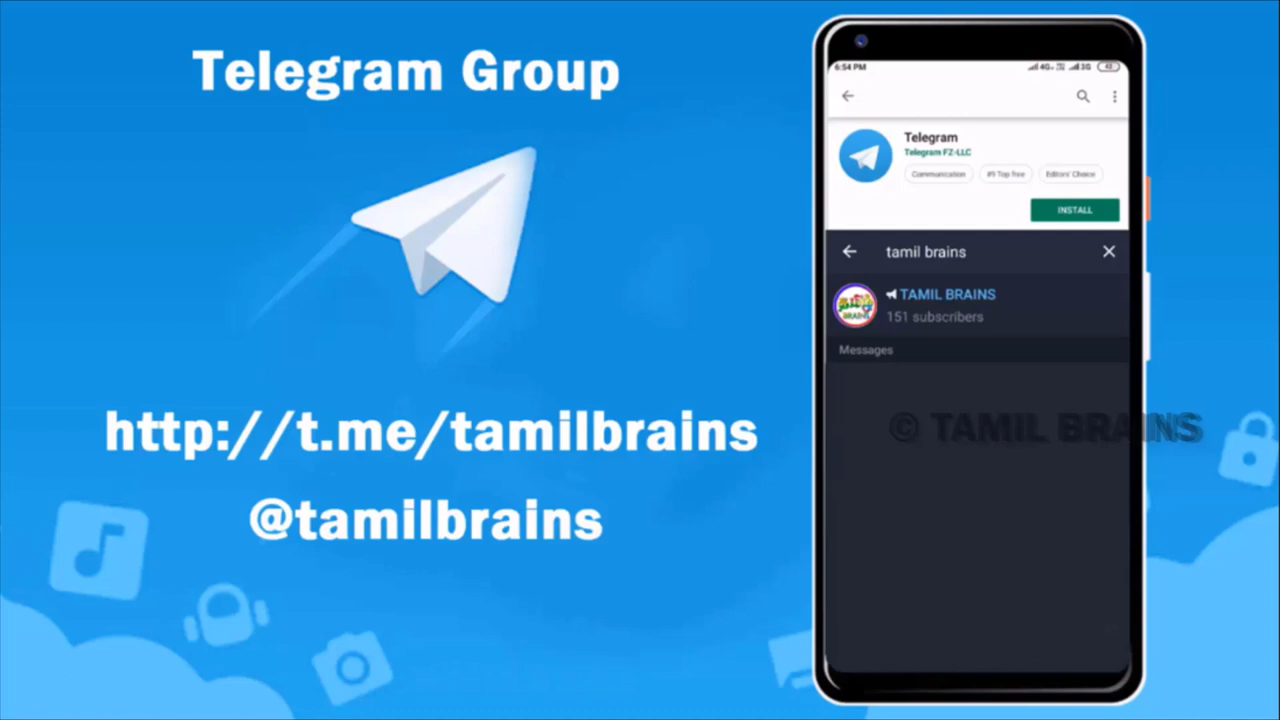 Telegram Group
http://t.me/tamilbrains
@tamilbrains
6:54 PM
Telegram
Telegram FZ-LLC
Communication
#9 Top free
Editors' Choice
INSTALL
tamil brains
TAMIL BRAINS
151 subscribers
Messages
© TAMIL BRAINS